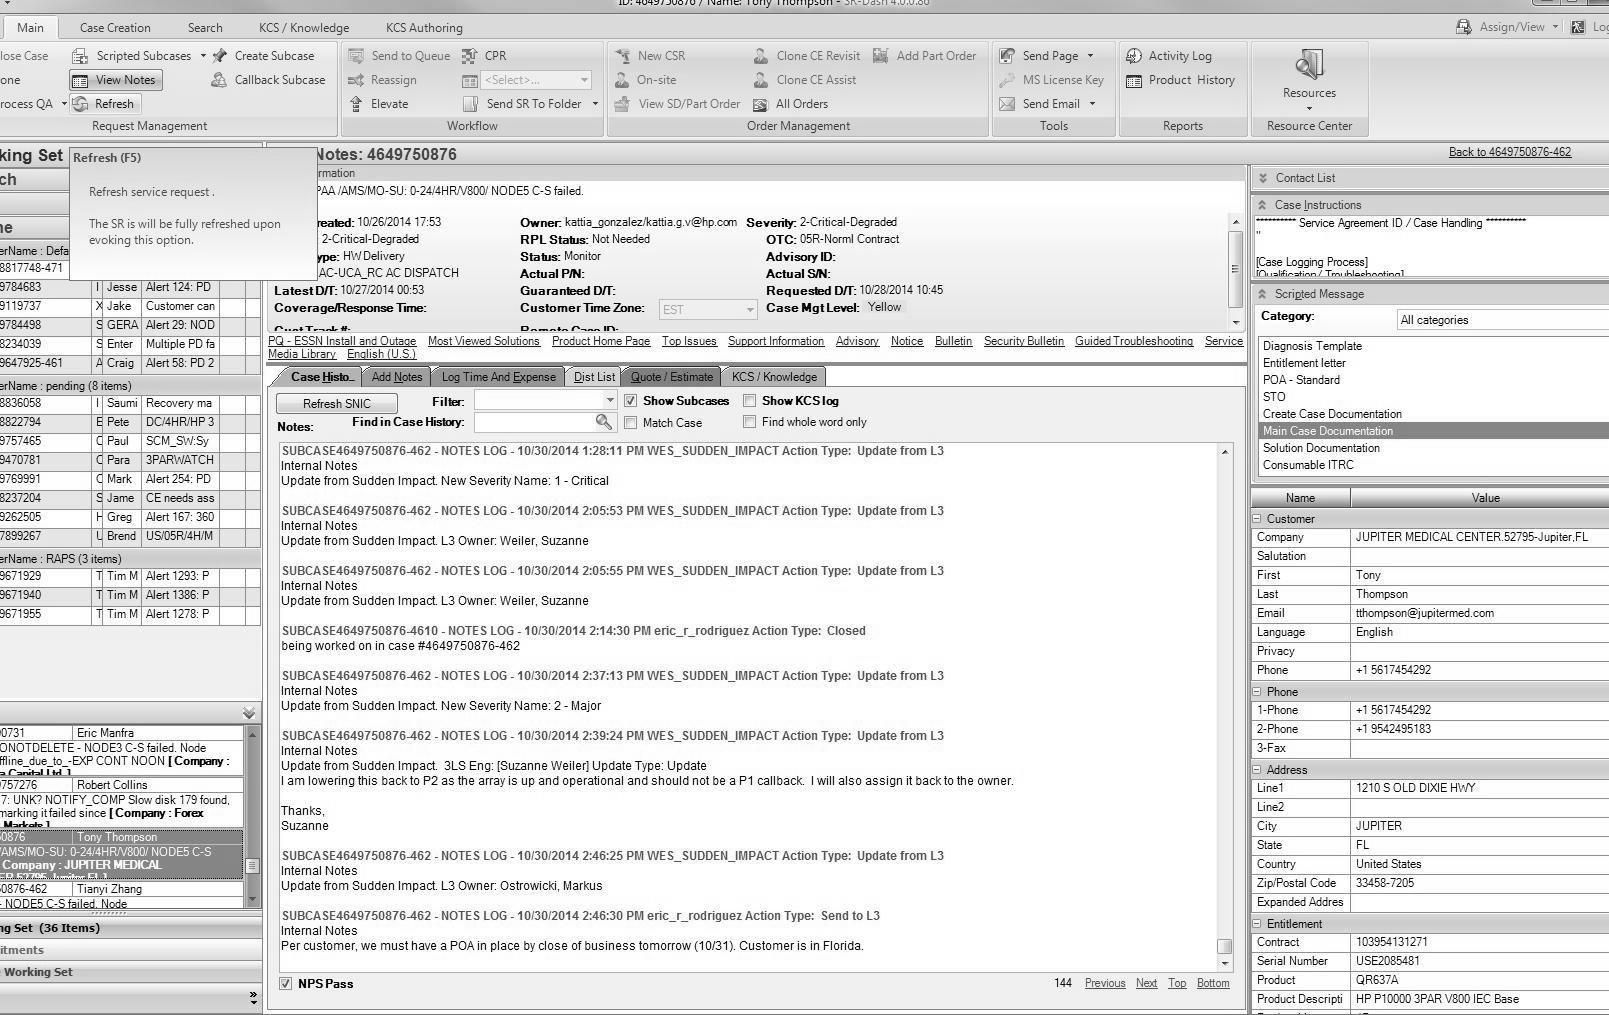 ID: 4649750876 / Name: Tony Thompson - SR-Dash 4.0.0.86
Main Case Creation Search KCS / Knowledge KCS Authoring Assign/View
lose Case Scripted Subcases Create Subcase Send to Queue CPR New CSR Clone CE Revisit Add Part Order Send Page Activity Log
one View Notes Callback Subcase Reassign <Select>... On-site Clone CE Assist MS License Key Product History Resources
rocess QA Refresh Elevate Send SR To Folder View SD/Part Order All Orders Send Email
Request Management Workflow Order Management Tools Reports Resource Center
king Set
Refresh (F5)
Refresh service request .
The SR is will be fully refreshed upon
evoking this option.
Notes: 4649750876
Back to 4649750876-462
rch
me
erName : Defa
8817748-471
9784683 I Jesse Alert 124: PD
9119737 X Jake Customer can
9784498 S GERA Alert 29: NOD
8234039 S Enter Multiple PD fa
9647925-461 A Craig Alert 58: PD 2
erName : pending (8 items)
8836058 I Saumi Recovery ma
8822794 E Pete DC/4HR/HP 3
9757465 C Paul SCM_SW:Sy
9470781 C Para 3PARWATCH
9769991 C Mark Alert 254: PD
8237204 S Jame CE needs ass
9262505 H Greg Alert 167: 360
7899267 U Brend US/05R/4H/M
erName : RAPS (3 items)
9671929 T Tim M Alert 1293: P
9671940 T Tim M Alert 1386: P
9671955 T Tim M Alert 1278: P
00731 Eric Manfra
ONOTDELETE - NODE3 C-S failed. Node
ffline_due_to_-EXP CONT NOON [ Company :
a Capital Ltd. ]
9757276 Robert Collins
7: UNK? NOTIFY_COMP Slow disk 179 found,
marking it failed since [ Company : Forex
Markets ]
50876 Tony Thompson
/AMS/MO-SU: 0-24/4HR/V800/ NODE5 C-S
Company : JUPITER MEDICAL
ER.52795-Jupiter,FL ]
50876-462 Tianyi Zhang
- NODE5 C-S failed. Node
ng Set (36 Items)
itments
Working Set
rmation
PAA /AMS/MO-SU: 0-24/4HR/V800/ NODE5 C-S failed.
reated: 10/26/2014 17:53 Owner: kattia_gonzalez/kattia.g.v@hp.com Severity: 2-Critical-Degraded
: 2-Critical-Degraded RPL Status: Not Needed OTC: 05R-Norml Contract
ype: HW Delivery Status: Monitor Advisory ID:
AC-UCA_RC AC DISPATCH Actual P/N: Actual S/N:
Latest D/T: 10/27/2014 00:53 Guaranteed D/T: Requested D/T: 10/28/2014 10:45
Coverage/Response Time: Customer Time Zone: EST Case Mgt Level: Yellow
Cust Track #: Remote Case ID:
PQ - ESSN Install and Outage Most Viewed Solutions Product Home Page Top Issues Support Information Advisory Notice Bulletin Security Bulletin Guided Troubleshooting Service
Media Library English (U.S.)
Case Histo... Add Notes Log Time And Expense Dist List Quote / Estimate KCS / Knowledge
Refresh SNIC Filter: Show Subcases Show KCS log
Notes: Find in Case History: Match Case Find whole word only
SUBCASE4649750876-462 - NOTES LOG - 10/30/2014 1:28:11 PM WES_SUDDEN_IMPACT Action Type: Update from L3
Internal Notes
Update from Sudden Impact. New Severity Name: 1 - Critical
SUBCASE4649750876-462 - NOTES LOG - 10/30/2014 2:05:53 PM WES_SUDDEN_IMPACT Action Type: Update from L3
Internal Notes
Update from Sudden Impact. L3 Owner: Weiler, Suzanne
SUBCASE4649750876-462 - NOTES LOG - 10/30/2014 2:05:55 PM WES_SUDDEN_IMPACT Action Type: Update from L3
Internal Notes
Update from Sudden Impact. L3 Owner: Weiler, Suzanne
SUBCASE4649750876-4610 - NOTES LOG - 10/30/2014 2:14:30 PM eric_r_rodriguez Action Type: Closed
being worked on in case #4649750876-462
SUBCASE4649750876-462 - NOTES LOG - 10/30/2014 2:37:13 PM WES_SUDDEN_IMPACT Action Type: Update from L3
Internal Notes
Update from Sudden Impact. New Severity Name: 2 - Major
SUBCASE4649750876-462 - NOTES LOG - 10/30/2014 2:39:24 PM WES_SUDDEN_IMPACT Action Type: Update from L3
Internal Notes
Update from Sudden Impact. 3LS Eng: [Suzanne Weiler] Update Type: Update
I am lowering this back to P2 as the array is up and operational and should not be a P1 callback. I will also assign it back to the owner.
Thanks,
Suzanne
SUBCASE4649750876-462 - NOTES LOG - 10/30/2014 2:46:25 PM WES_SUDDEN_IMPACT Action Type: Update from L3
Internal Notes
Update from Sudden Impact. L3 Owner: Ostrowicki, Markus
SUBCASE4649750876-462 - NOTES LOG - 10/30/2014 2:46:30 PM eric_r_rodriguez Action Type: Send to L3
Internal Notes
Per customer, we must have a POA in place by close of business tomorrow (10/31). Customer is in Florida.
NPS Pass 144 Previous Next Top Bottom
Contact List
Case Instructions
********** Service Agreement ID / Case Handling **********
"
[Case Logging Process]
[Qualification/ Troubleshooting]
Scripted Message
Category: All categories
Diagnosis Template
Entitlement letter
POA - Standard
STO
Create Case Documentation
Main Case Documentation
Solution Documentation
Consumable ITRC
Name Value
Customer
Company JUPITER MEDICAL CENTER.52795-Jupiter,FL
Salutation
First Tony
Last Thompson
Email tthompson@jupitermed.com
Language English
Privacy
Phone +1 5617454292
Phone
1-Phone +1 5617454292
2-Phone +1 9542495183
3-Fax
Address
Line1 1210 S OLD DIXIE HWY
Line2
City JUPITER
State FL
Country United States
Zip/Postal Code 33458-7205
Expanded Addres
Entitlement
Contract 103954131271
Serial Number USE2085481
Product QR637A
Product Descripti HP P10000 3PAR V800 IEC Base